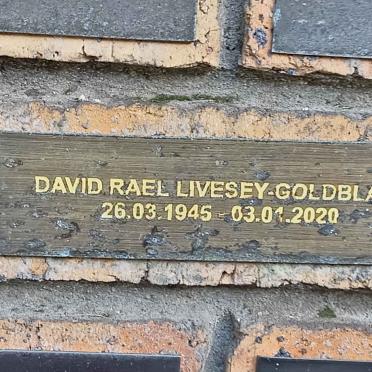 DAVID RAEL LIVESEY-GOLDBLA
26.03.1945 - 03.01.2020